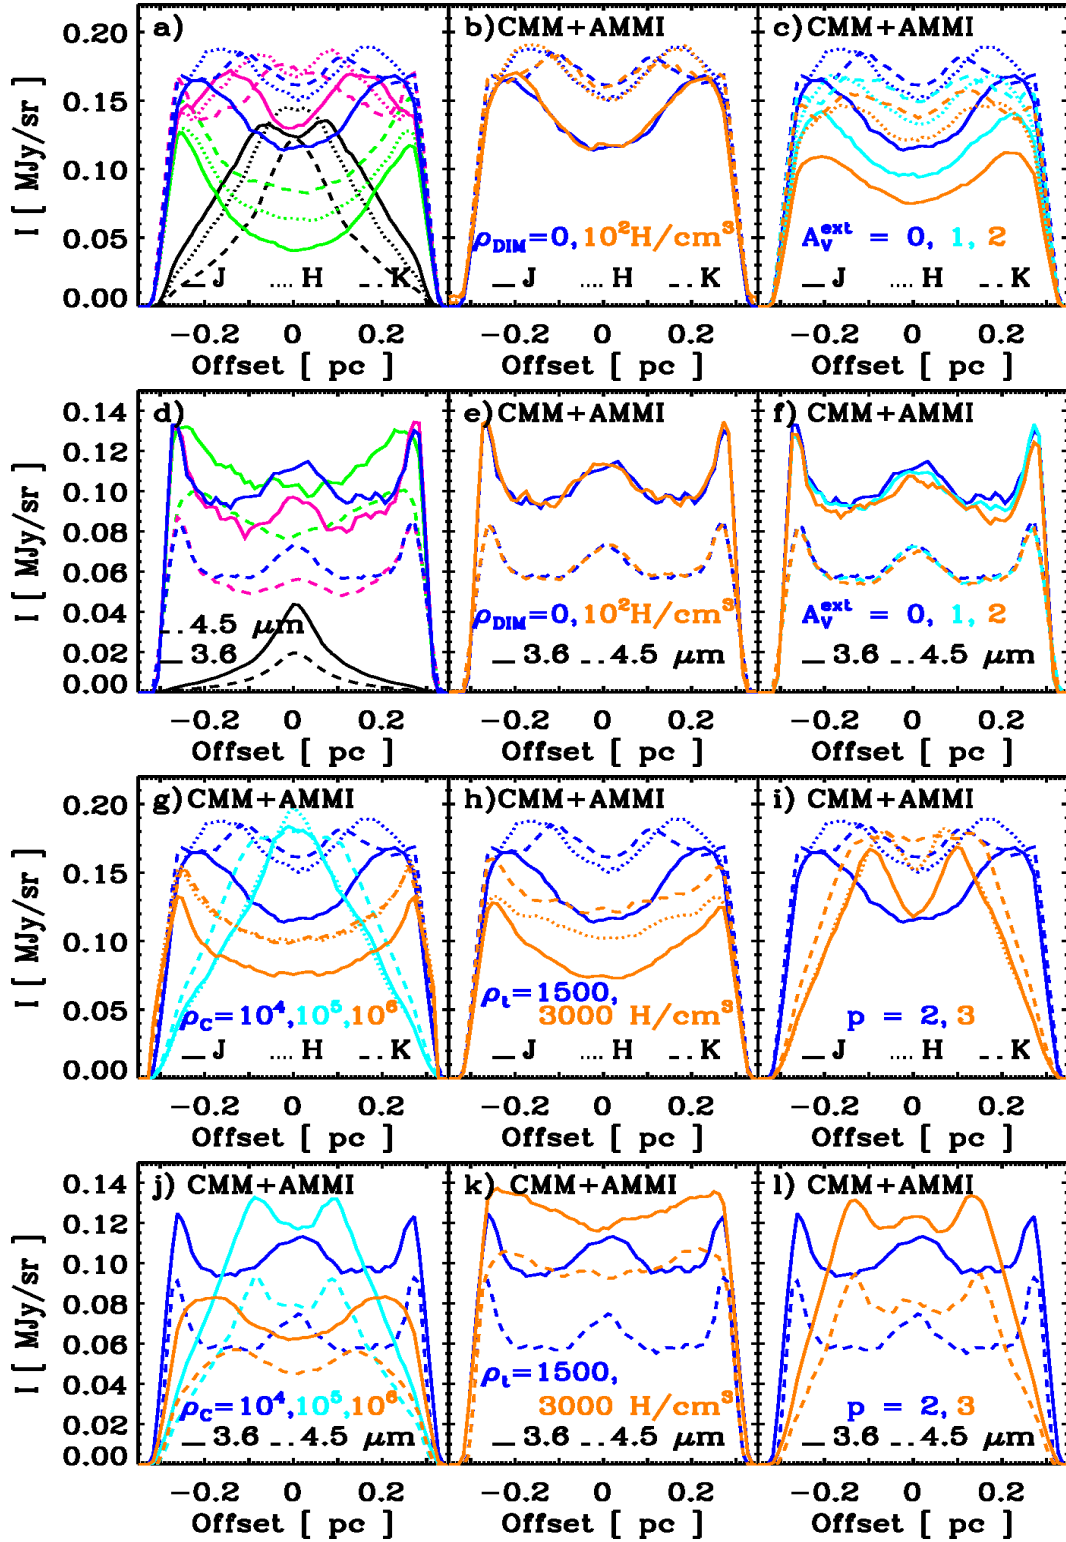 a)
b) CMM+AMMI
c) CMM+AMMI
0.20
0.15
0.10
0.05
0.00
I [ MJy/sr ]
J H K
ρDIM=0, 10²H/cm³
J H K
A_V^ext = 0, 1, 2
J H K
−0.2 0 0.2
−0.2 0 0.2
−0.2 0 0.2
Offset [ pc ]
Offset [ pc ]
Offset [ pc ]
d)
e) CMM+AMMI
f) CMM+AMMI
0.14
0.12
0.10
0.08
0.06
0.04
0.02
0.00
I [ MJy/sr ]
4.5 μm
3.6
ρDIM=0, 10²H/cm³
3.6 4.5 μm
A_V^ext = 0, 1, 2
3.6 4.5 μm
−0.2 0 0.2
−0.2 0 0.2
−0.2 0 0.2
Offset [ pc ]
Offset [ pc ]
Offset [ pc ]
g) CMM+AMMI
h) CMM+AMMI
i) CMM+AMMI
0.20
0.15
0.10
0.05
0.00
I [ MJy/sr ]
ρC=10⁴,10⁵,10⁶
J H K
ρt=1500,
3000 H/cm³
J H K
p = 2, 3
J H K
−0.2 0 0.2
−0.2 0 0.2
−0.2 0 0.2
Offset [ pc ]
Offset [ pc ]
Offset [ pc ]
j) CMM+AMMI
k) CMM+AMMI
l) CMM+AMMI
0.14
0.12
0.10
0.08
0.06
0.04
0.02
0.00
I [ MJy/sr ]
ρC=10⁴,10⁵,10⁶
3.6 4.5 μm
ρt=1500,
3000 H/cm³
3.6 4.5 μm
p = 2, 3
3.6 4.5 μm
−0.2 0 0.2
−0.2 0 0.2
−0.2 0 0.2
Offset [ pc ]
Offset [ pc ]
Offset [ pc ]